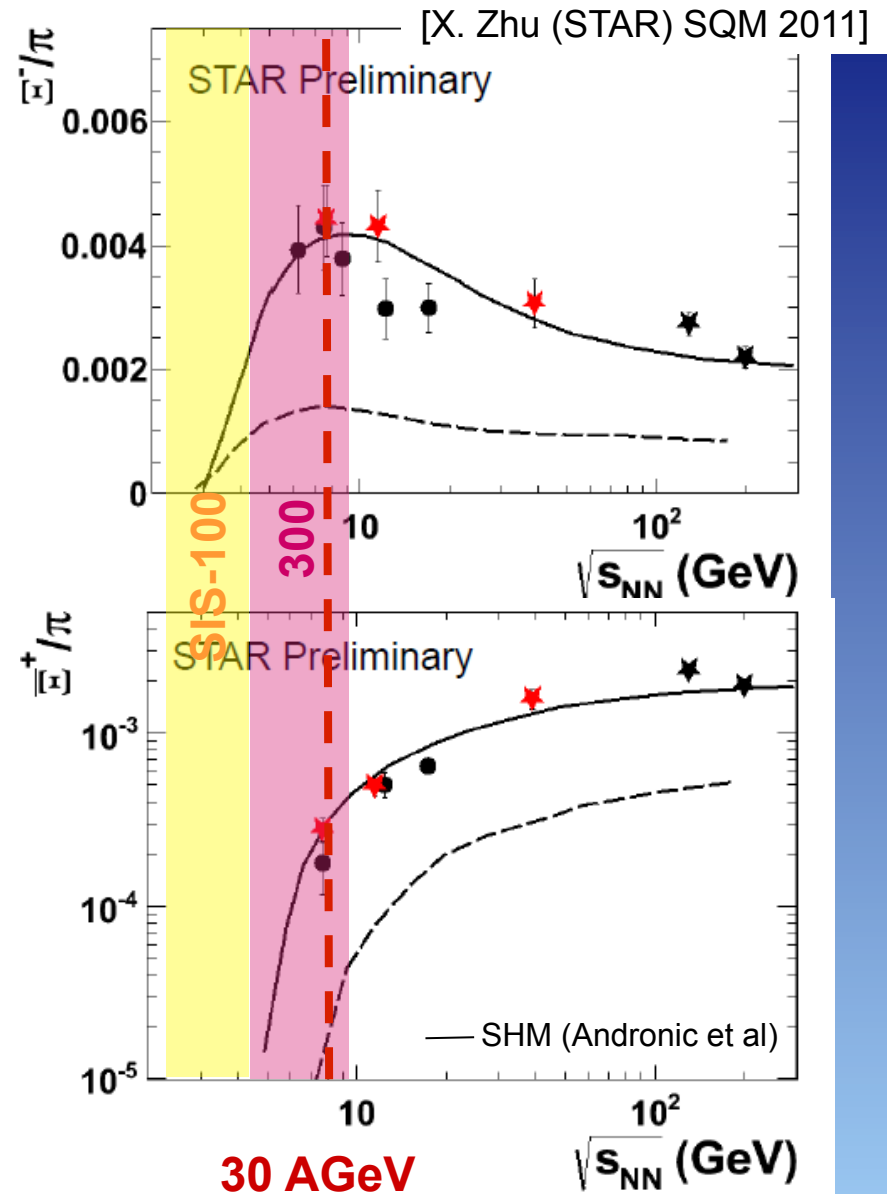 [X. Zhu (STAR) SQM 2011]
Ξ⁻/π
STAR Preliminary
0.006
0.004
0.002
0
10
10²
√sNN (GeV)
SIS-100
300
Ξ̄⁺/π
STAR Preliminary
10⁻³
10⁻⁴
10⁻⁵
SHM (Andronic et al)
10
10²
√sNN (GeV)
30 AGeV